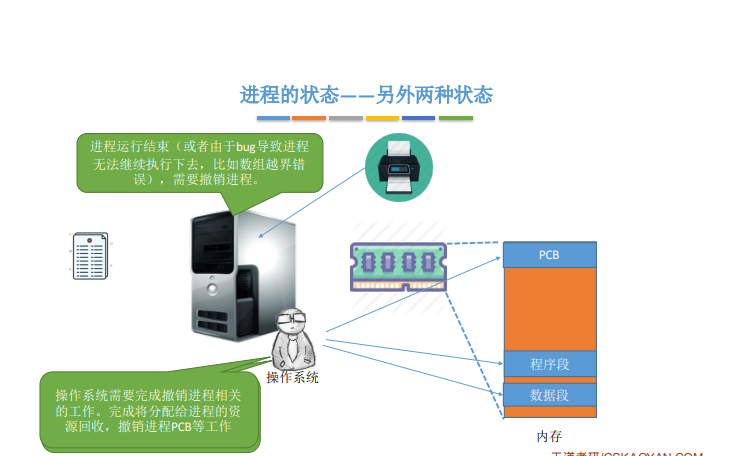 进程的状态——另外两种状态
进程运行结束（或者由于bug导致进程
无法继续执行下去，比如数组越界错
误），需要撤销进程。
PCB
程序段
操作系统
数据段
操作系统需要完成撤销进程相关
的工作。完成将分配给进程的资
源回收，撤销进程PCB等工作
内存
王道考研/CSKAOYAN.COM